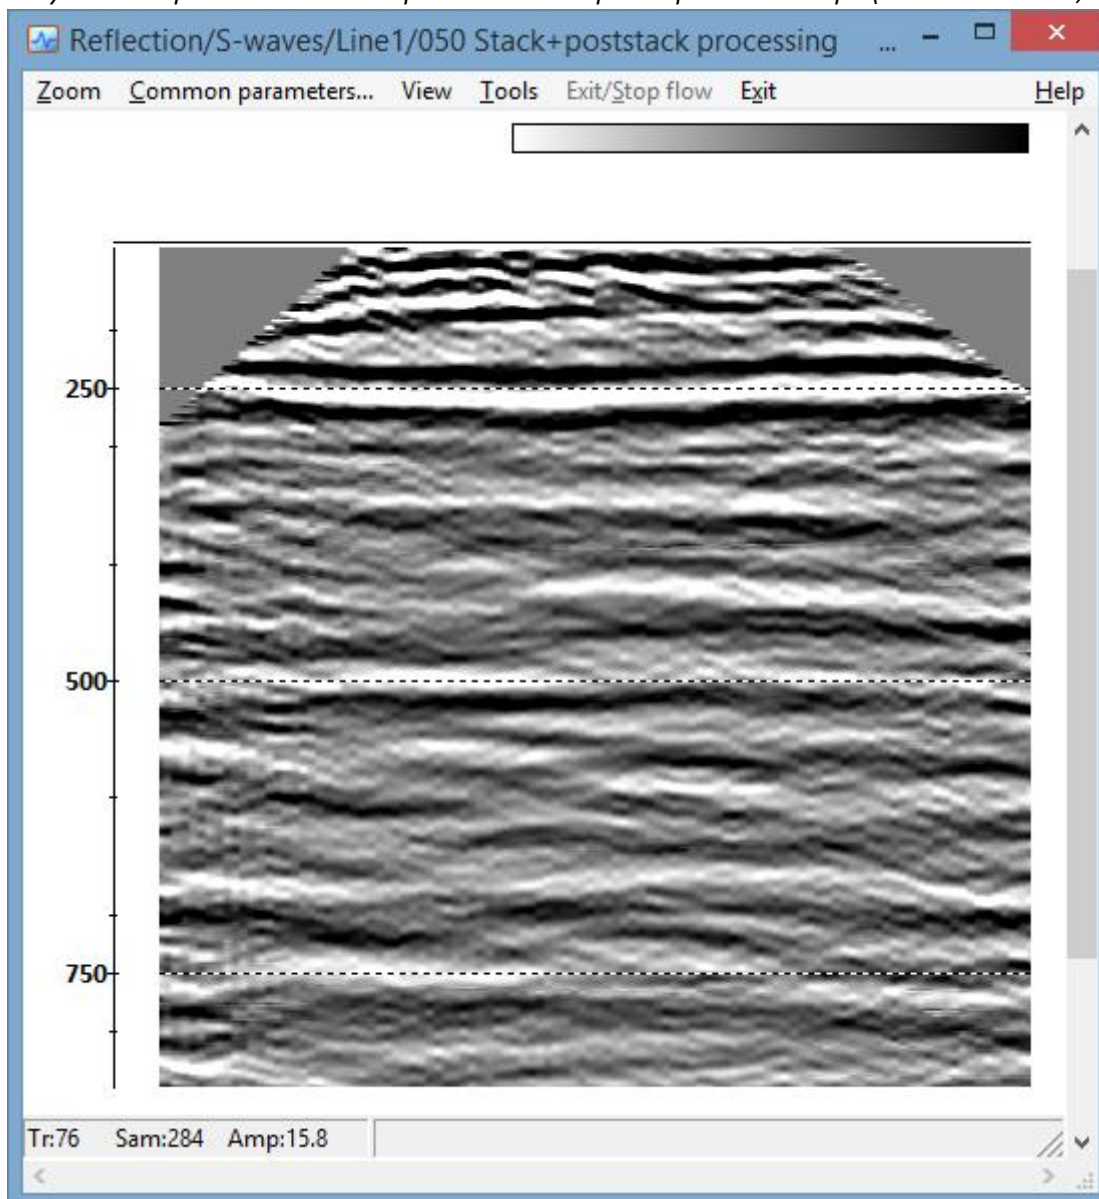 Reflection/S-waves/Line1/050 Stack+poststack processing ...
Zoom Common parameters... View Tools Exit/Stop flow Exit Help
250
500
750
Tr:76 Sam:284 Amp:15.8